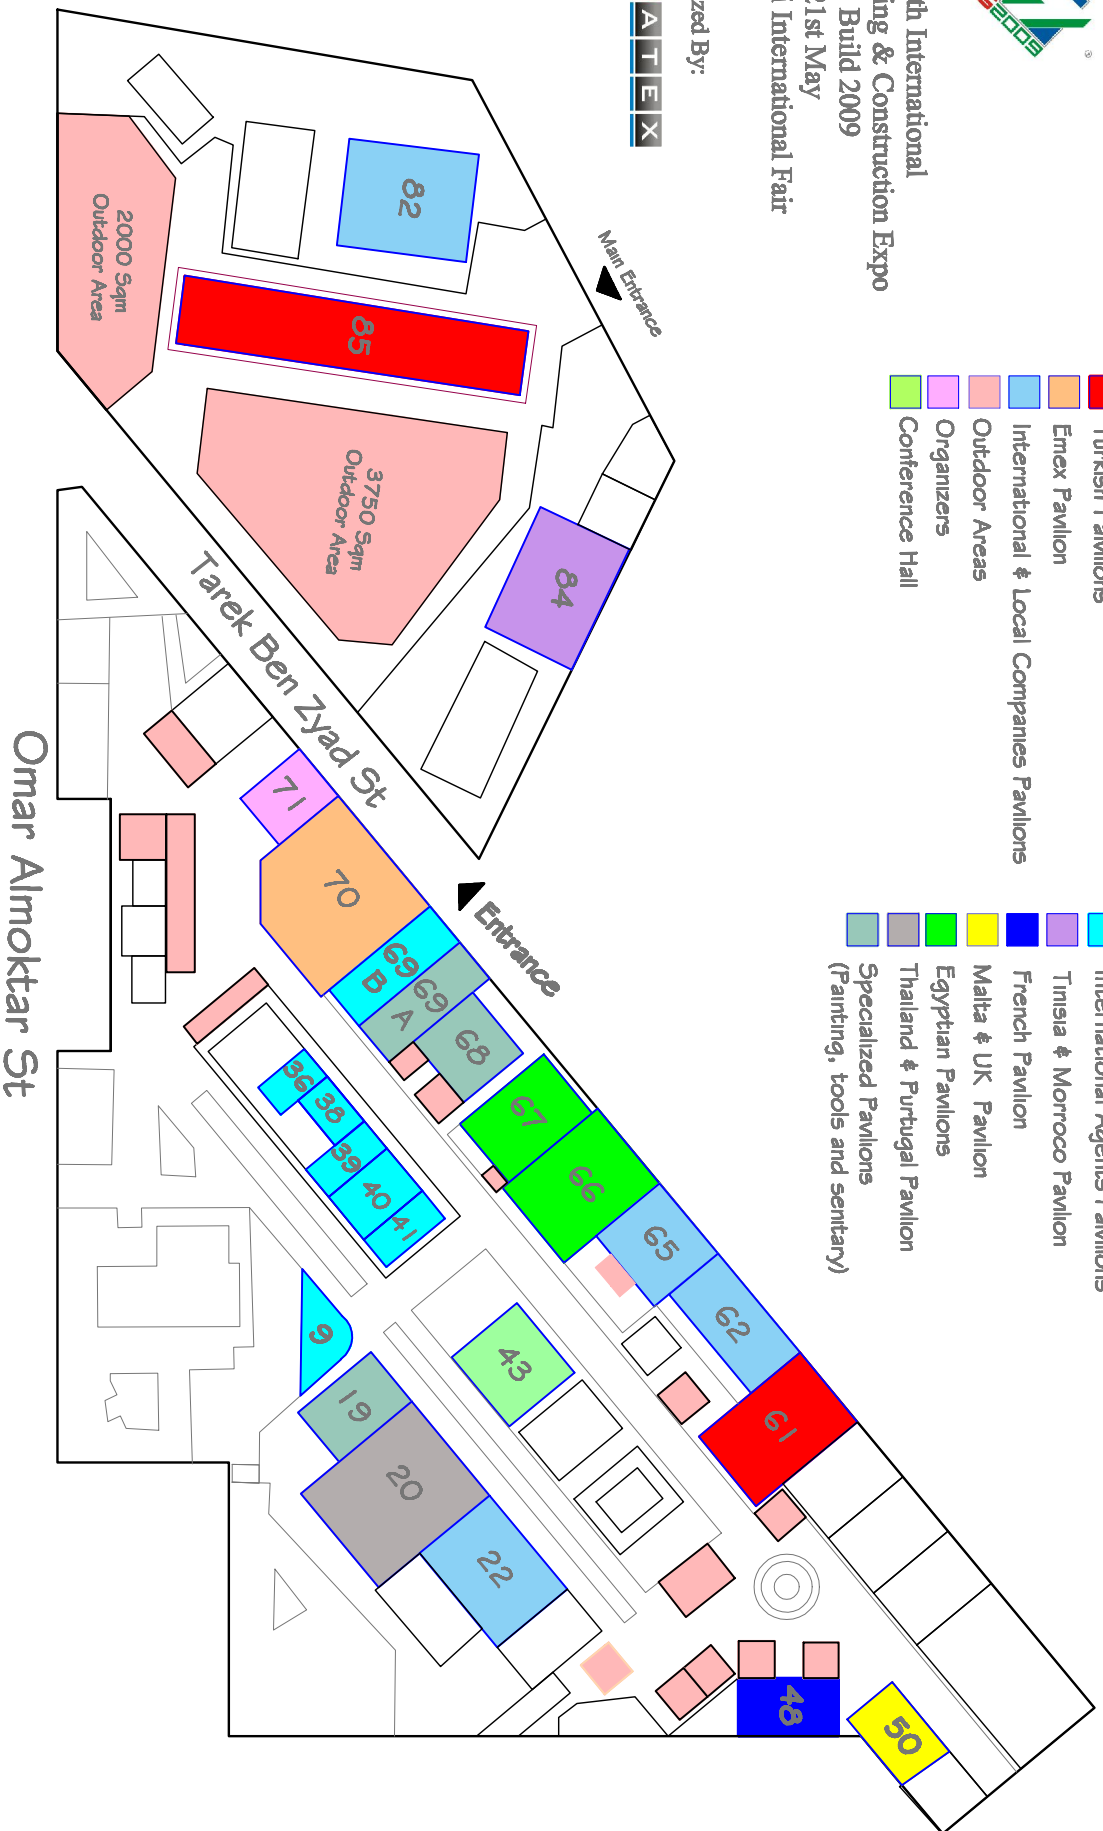 S2009
®
th International
ing & Construction Expo
Build 2009
21st May
i International Fair
zed By:
ATEX
Turkish Pavilions
Emex Pavilion
International & Local Companies Pavilions
Outdoor Areas
Organizers
Conference Hall
International Agents Pavilions
Tinisia & Morroco Pavilion
French Pavilion
Malta & UK Pavilion
Egyptian Pavilions
Thailand & Purtugal Pavilion
Specialized Pavilions
(Painting, tools and senitary)
Main Entrance
82
85
2000 Sqm
Outdoor Area
3750 Sqm
Outdoor Area
84
Tarek Ben Zyad St
Omar Almoktar St
Entrance
71
70
69
B
69
A
68
67
66
65
62
61
36
38
39
40
41
9
43
19
20
22
48
50